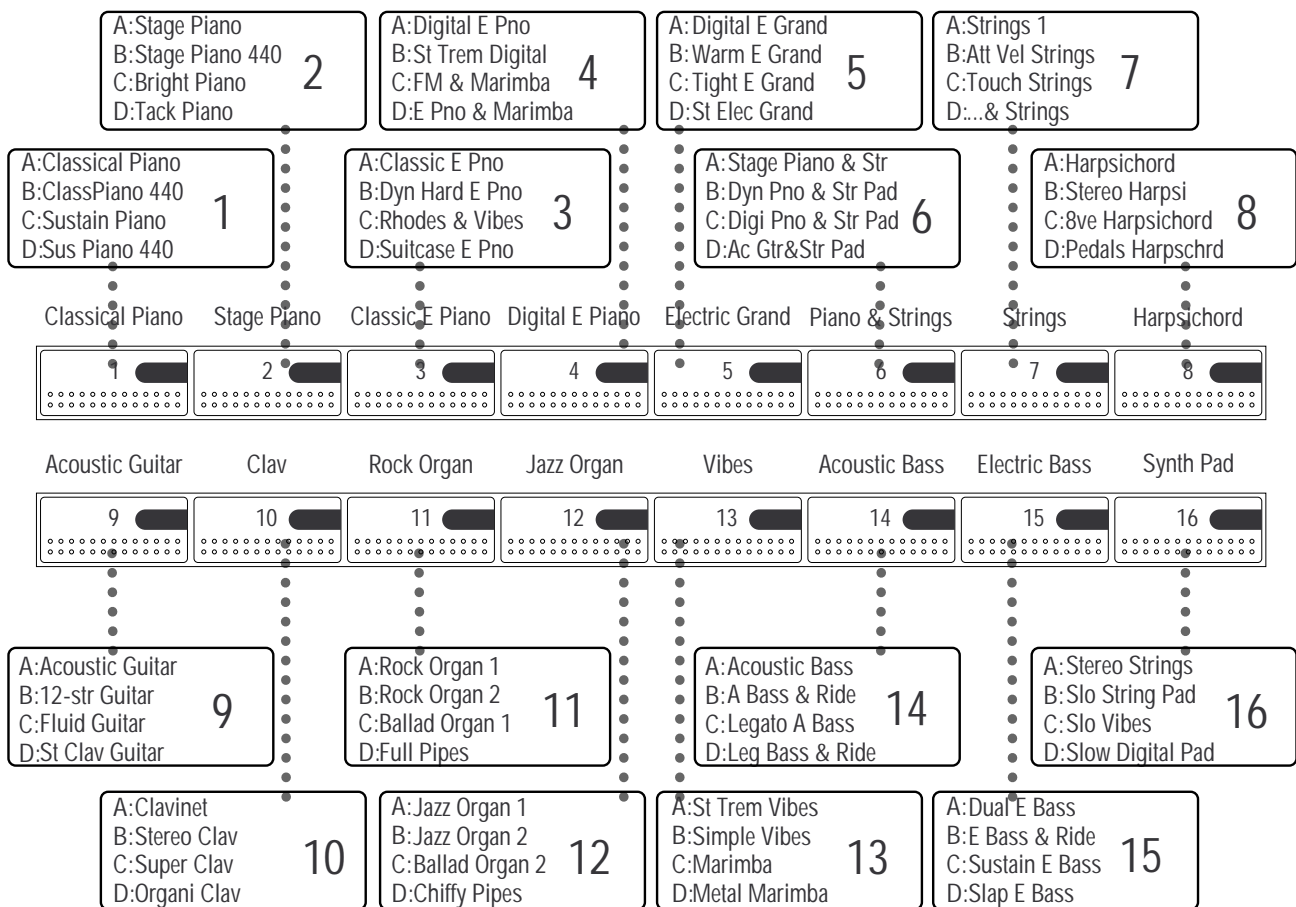 A:Stage Piano
B:Stage Piano 440
C:Bright Piano
D:Tack Piano
2
A:Digital E Pno
B:St Trem Digital
C:FM & Marimba
D:E Pno & Marimba
4
A:Digital E Grand
B:Warm E Grand
C:Tight E Grand
D:St Elec Grand
5
A:Strings 1
B:Att Vel Strings
C:Touch Strings
D:...& Strings
7
A:Classical Piano
B:ClassPiano 440
C:Sustain Piano
D:Sus Piano 440
1
A:Classic E Pno
B:Dyn Hard E Pno
C:Rhodes & Vibes
D:Suitcase E Pno
3
A:Stage Piano & Str
B:Dyn Pno & Str Pad
C:Digi Pno & Str Pad
D:Ac Gtr&Str Pad
6
A:Harpsichord
B:Stereo Harpsi
C:8ve Harpsichord
D:Pedals Harpschrd
8
Classical Piano Stage Piano Classic E Piano Digital E Piano Electric Grand Piano & Strings Strings Harpsichord
1 2 3 4 5 6 7 8
Acoustic Guitar Clav Rock Organ Jazz Organ Vibes Acoustic Bass Electric Bass Synth Pad
9 10 11 12 13 14 15 16
A:Acoustic Guitar
B:12-str Guitar
C:Fluid Guitar
D:St Clav Guitar
9
A:Rock Organ 1
B:Rock Organ 2
C:Ballad Organ 1
D:Full Pipes
11
A:Acoustic Bass
B:A Bass & Ride
C:Legato A Bass
D:Leg Bass & Ride
14
A:Stereo Strings
B:Slo String Pad
C:Slo Vibes
D:Slow Digital Pad
16
A:Clavinet
B:Stereo Clav
C:Super Clav
D:Organi Clav
10
A:Jazz Organ 1
B:Jazz Organ 2
C:Ballad Organ 2
D:Chiffy Pipes
12
A:St Trem Vibes
B:Simple Vibes
C:Marimba
D:Metal Marimba
13
A:Dual E Bass
B:E Bass & Ride
C:Sustain E Bass
D:Slap E Bass
15